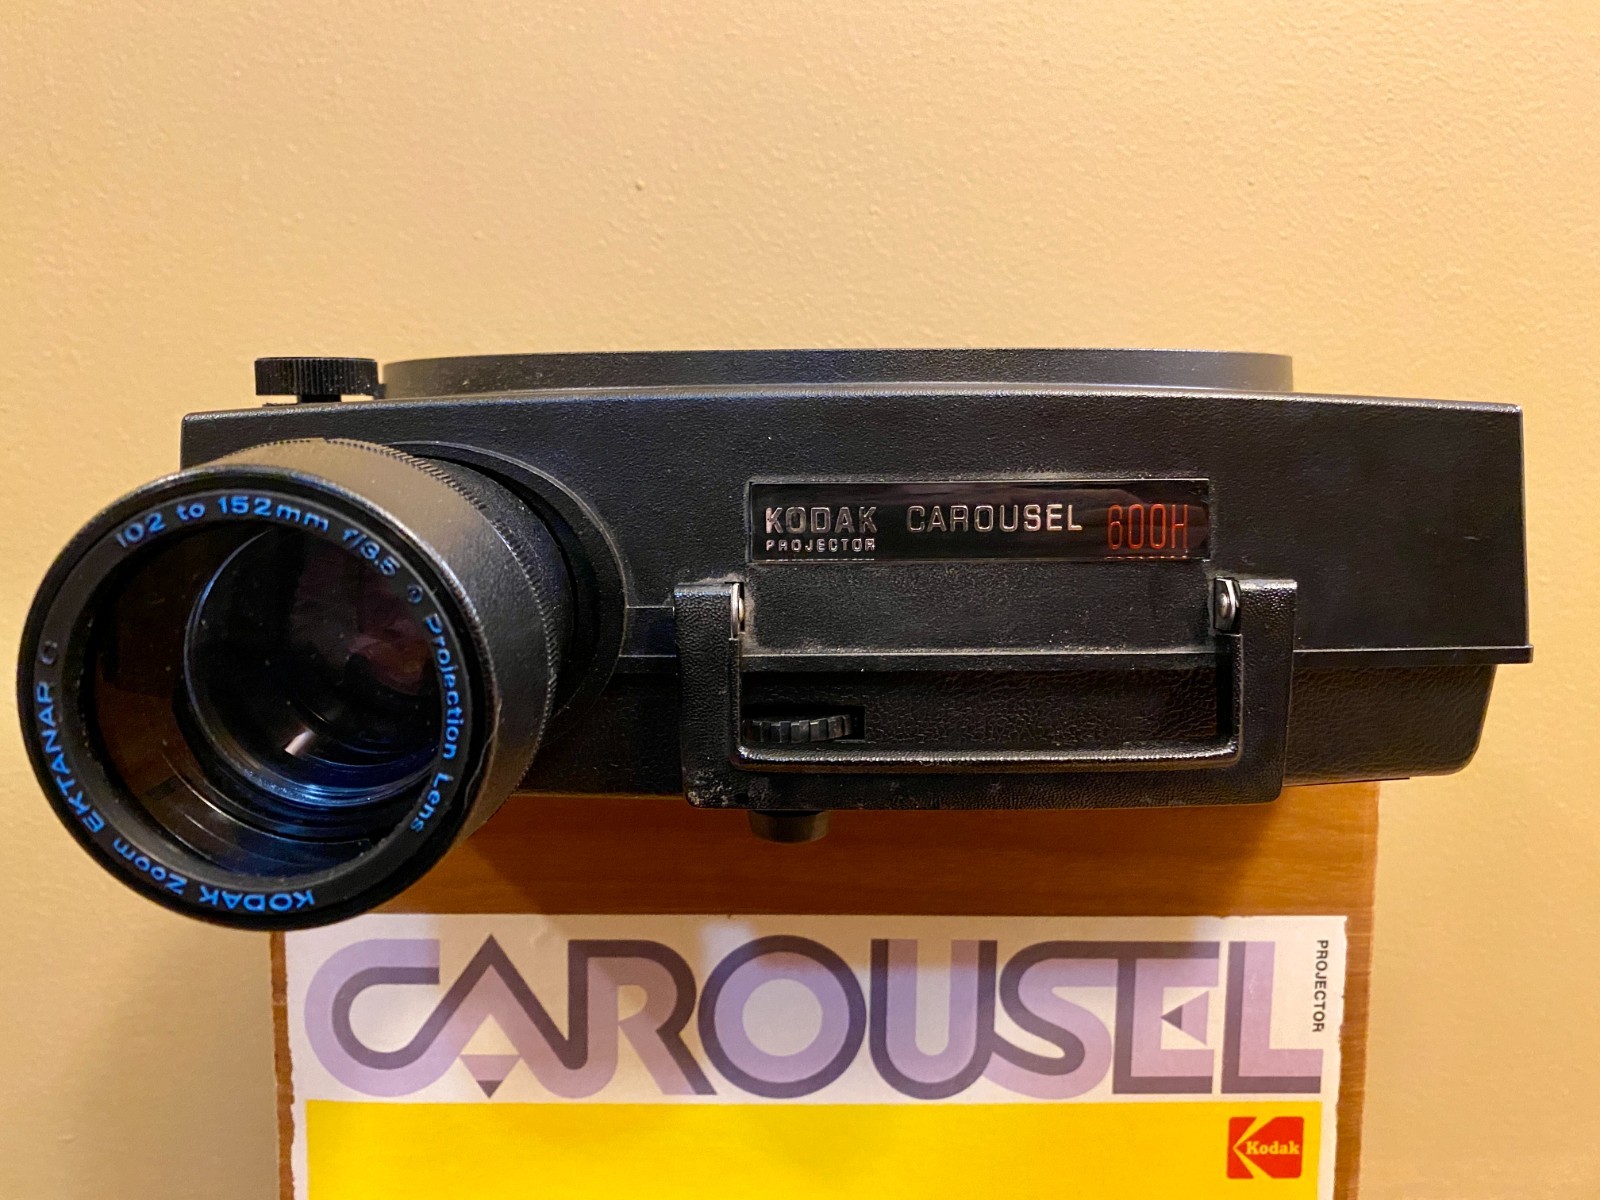 KODAK CAROUSEL 600H
PROJECTOR
KODAK Zoom EKTANAR C 102 to 152mm f/3.5 Projection Lens
CAROUSEL
PROJECTOR
Kodak